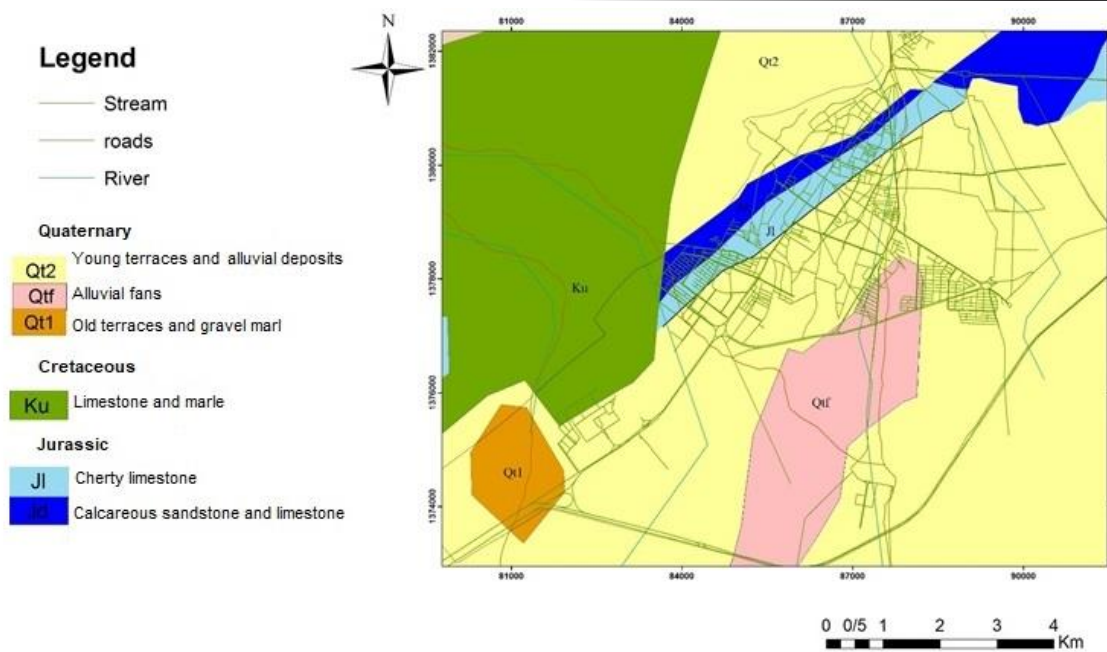 Legend
Stream
roads
River
Quaternary
Qt2 Young terraces and alluvial deposits
Qtf Alluvial fans
Qt1 Old terraces and gravel marl
Cretaceous
Ku Limestone and marle
Jurassic
Jl Cherty limestone
Jd Calcareous sandstone and limestone
N
81000 84000 87000 90000
1382000
1380000
1378000
1376000
1374000
Qt2
Jl
Ku
Qtf
Qt1
81000 84000 87000 90000
0 0/5 1 2 3 4
Km